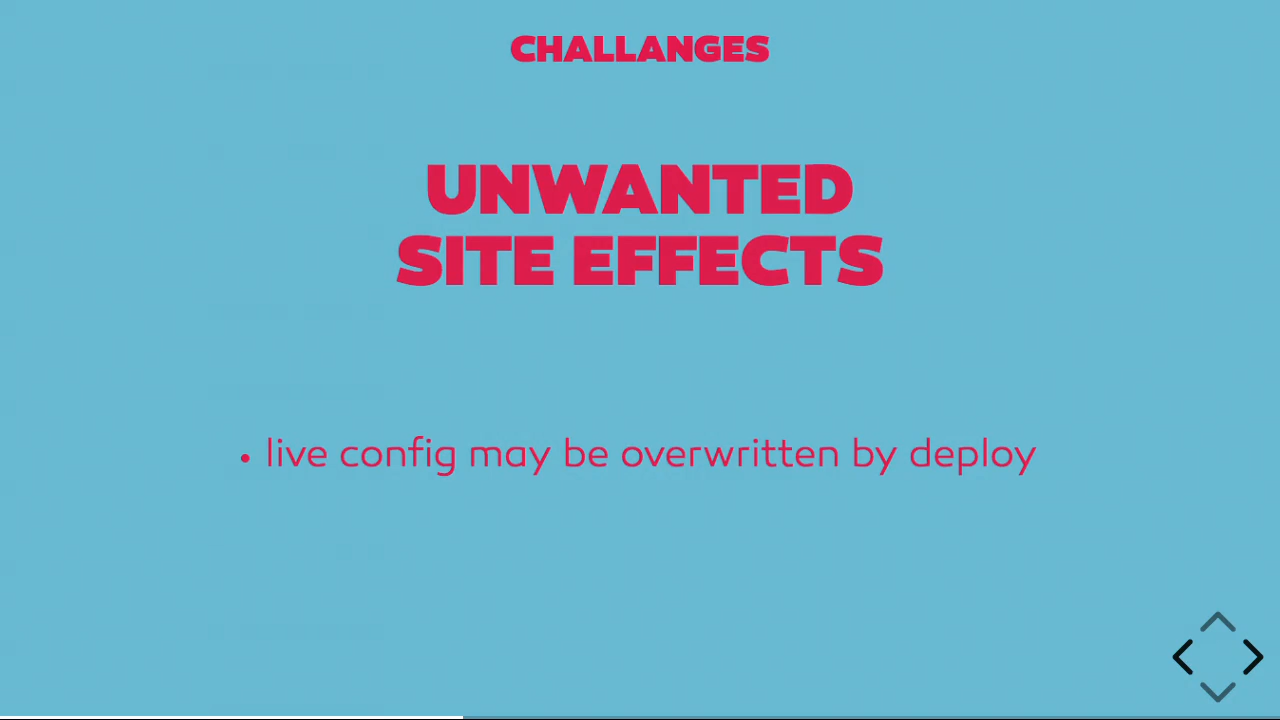 CHALLANGES
UNWANTED
SITE EFFECTS
• live config may be overwritten by deploy